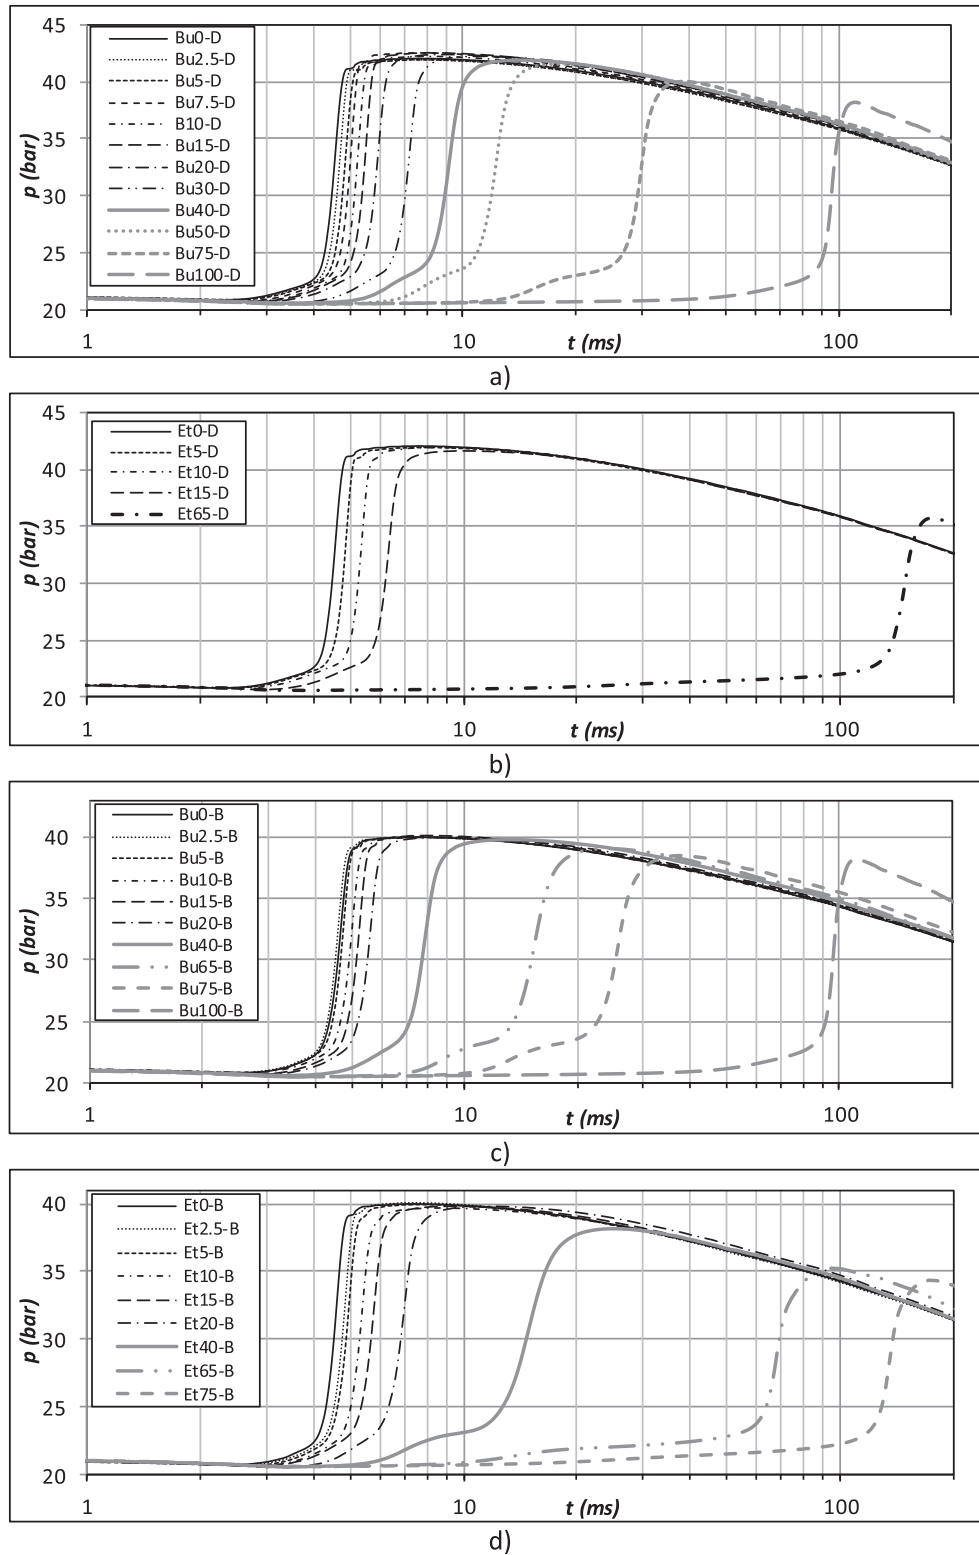 45
40
35
30
25
20
p (bar)
Bu0-D
Bu2.5-D
Bu5-D
Bu7.5-D
B10-D
Bu15-D
Bu20-D
Bu30-D
Bu40-D
Bu50-D
Bu75-D
Bu100-D
1
10
t (ms)
100
a)
45
40
35
30
25
20
p (bar)
Et0-D
Et5-D
Et10-D
Et15-D
Et65-D
1
10
t (ms)
100
b)
40
35
30
25
20
p (bar)
Bu0-B
Bu2.5-B
Bu5-B
Bu10-B
Bu15-B
Bu20-B
Bu40-B
Bu65-B
Bu75-B
Bu100-B
1
10
t (ms)
100
c)
40
35
30
25
20
p (bar)
Et0-B
Et2.5-B
Et5-B
Et10-B
Et15-B
Et20-B
Et40-B
Et65-B
Et75-B
1
10
t (ms)
100
d)